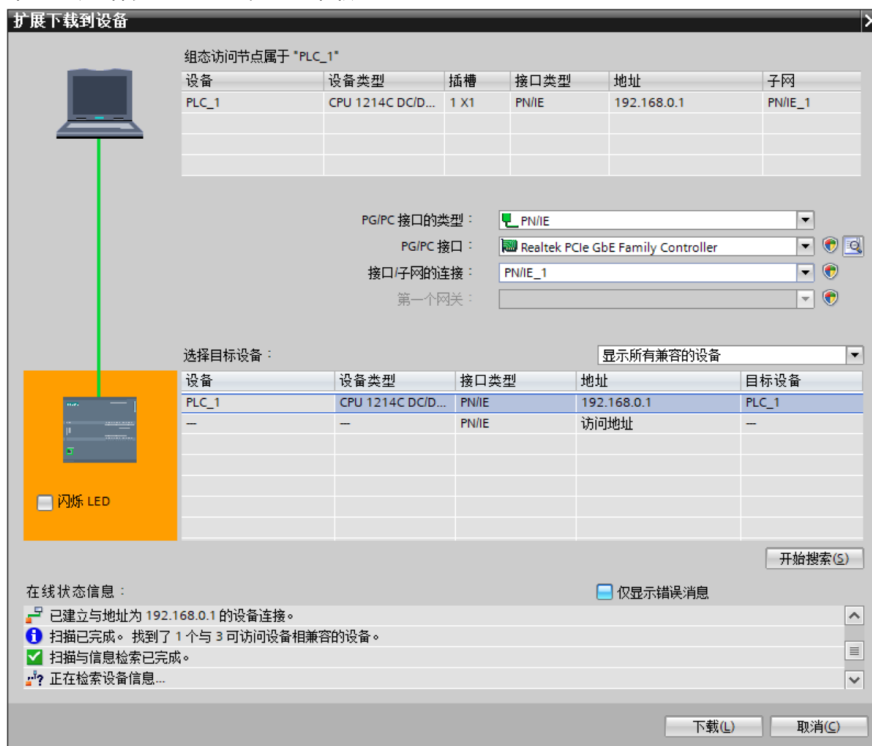 扩展下载到设备
组态访问节点属于 "PLC_1"
设备 设备类型 插槽 接口类型 地址 子网
PLC_1 CPU 1214C DC/D... 1 X1 PN/IE 192.168.0.1 PN/IE_1
PG/PC 接口的类型： PN/IE
PG/PC 接口： Realtek PCIe GbE Family Controller
接口/子网的连接： PN/IE_1
第一个网关：
选择目标设备： 显示所有兼容的设备
设备 设备类型 接口类型 地址 目标设备
PLC_1 CPU 1214C DC/D... PN/IE 192.168.0.1 PLC_1
— — PN/IE 访问地址 —
闪烁 LED
开始搜索(S)
在线状态信息： 仅显示错误消息
已建立与地址为 192.168.0.1 的设备连接。
扫描已完成。 找到了 1 个与 3 可访问设备相兼容的设备。
扫描与信息检索已完成。
正在检索设备信息...
下载(L) 取消(C)